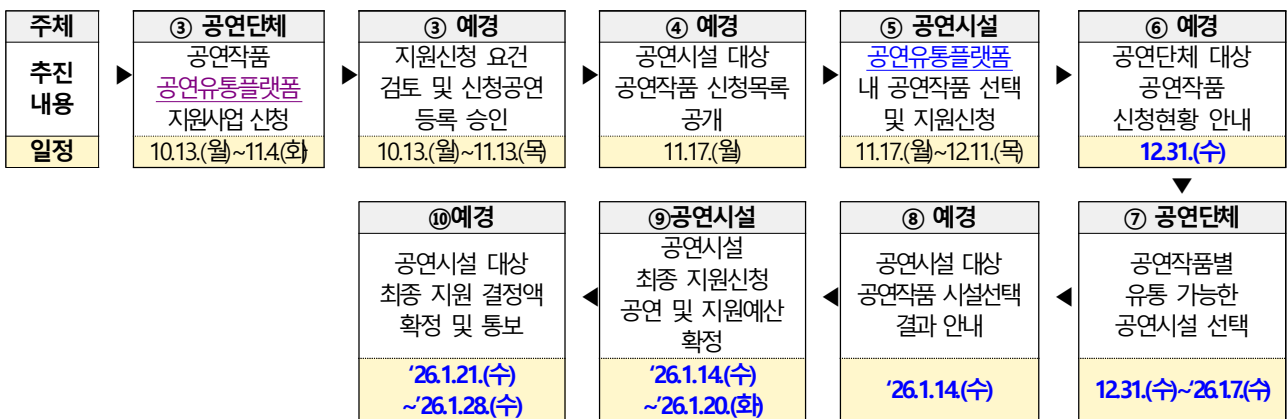 주체
③ 공연단체
③ 예경
④ 예경
⑤ 공연시설
⑥ 예경
추진
내용
▶
공연작품
공연유통플랫폼
지원사업 신청
▶
지원신청 요건
검토 및 신청공연
등록 승인
▶
공연시설 대상
공연작품 신청목록
공개
▶
공연유통플랫폼
내 공연작품 선택
및 지원신청
▶
공연단체 대상
공연작품
신청현황 안내
일정
10.13.(월)~11.4.(화)
10.13.(월)~11.13.(목)
11.17.(월)
11.17.(월)~12.11.(목)
12.31.(수)
▼
⑦ 공연단체
공연작품별
유통 가능한
공연시설 선택
12.31.(수)~'26.1.7.(수)
◀
⑧ 예경
공연시설 대상
공연작품 시설선택
결과 안내
'26.1.14.(수)
◀
⑨공연시설
공연시설
최종 지원신청
공연 및 지원예산
확정
'26.1.14.(수)
~'26.1.20.(화)
◀
⑩예경
공연시설 대상
최종 지원 결정액
확정 및 통보
'26.1.21.(수)
~'26.1.28.(수)